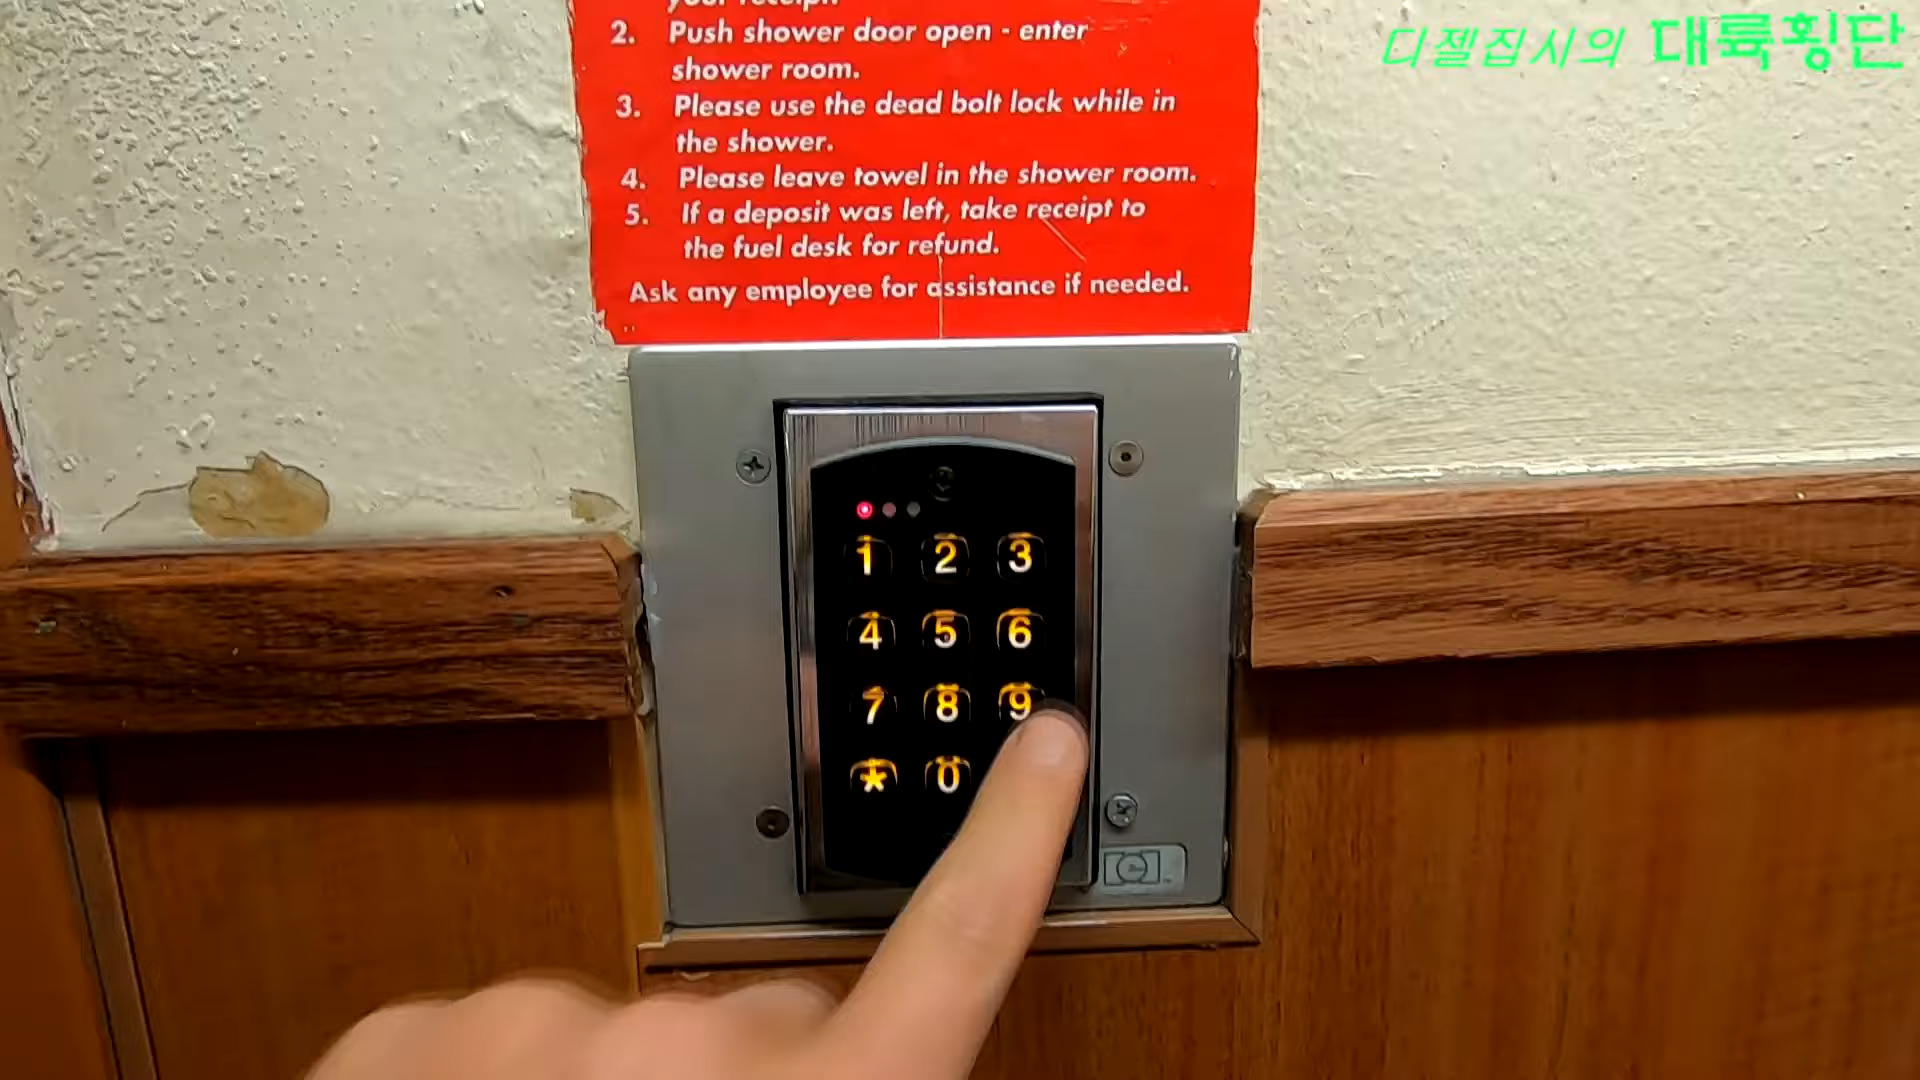 디젤집시의 대륙횡단
your receipt.
2. Push shower door open - enter
shower room.
3. Please use the dead bolt lock while in
the shower.
4. Please leave towel in the shower room.
5. If a deposit was left, take receipt to
the fuel desk for refund.
Ask any employee for assistance if needed.
1 2 3
4 5 6
7 8 9
* 0